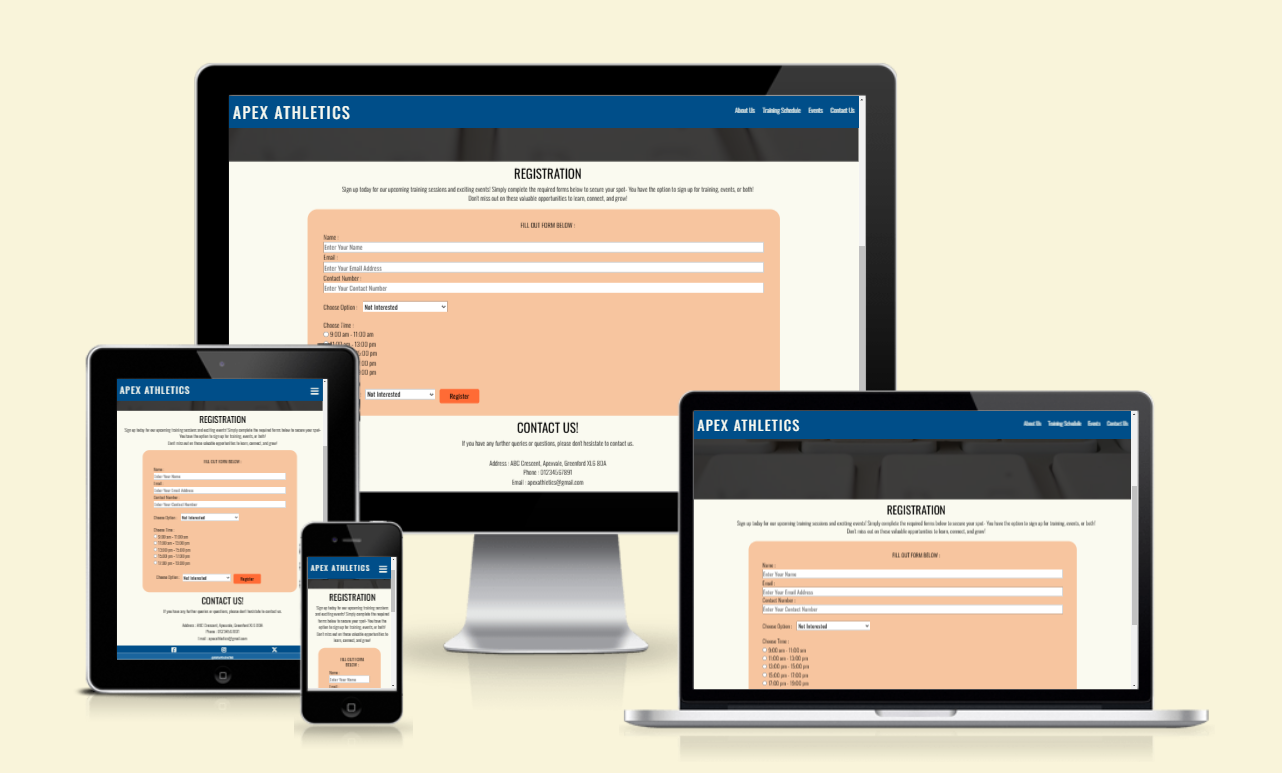 APEX ATHLETICS
About Us Training Schedule Events Contact Us
REGISTRATION
Sign up today for our upcoming training sessions and exciting events! Simply complete the required forms below to secure your spot- You have the option to sign up for training, events, or both!
Don't miss out on these valuable opportunities to learn, connect, and grow!
FILL OUT FORM BELOW :
Name :
Enter Your Name
Email :
Enter Your Email Address
Contact Number :
Enter Your Contact Number
Choose Option : Not Interested
Choose Time :
9:00 am - 11:00 am
11:00 am - 13:00 pm
:00 pm
:00 pm
:00 pm
Not Interested Register
CONTACT US!
If you have any further queries or questions, please don't hesistate to contact us.
Address : ABC Crescent, Apexvale, Greenford XL6 8DA
Phone : 01234567891
Email : apexathletics@gmail.com
APEX ATHLETICS
REGISTRATION
Sign up today for our upcoming training sessions and exciting events! Simply complete the required forms below to secure your spot-
You have the option to sign up for training, events, or both!
Don't miss out on these valuable opportunities to learn, connect, and grow!
FILL OUT FORM BELOW :
Name :
Enter Your Name
Email :
Enter Your Email Address
Contact Number :
Enter Your Contact Number
Choose Option : Not Interested
Choose Time :
9:00 am - 11:00 am
11:00 am - 13:00 pm
13:00 pm - 15:00 pm
15:00 pm - 17:00 pm
17:00 pm - 19:00 pm
Choose Option : Not Interested Register
CONTACT US!
If you have any further queries or questions, please don't hesistate to contact us.
Address : ABC Crescent, Apexvale, Greenford XL6 8DA
Phone : 01234567891
Email : apexathletics@gmail.com
APEX ATHLETICS
REGISTRATION
Sign up today for our upcoming training sessions
and exciting events! Simply complete the required
forms below to secure your spot- You have the
option to sign up for training, events, or both!
Don't miss out on these valuable opportunities to
learn, connect, and grow!
FILL OUT FORM
BELOW :
Name :
Enter Your Name
Email :
APEX ATHLETICS
About Us Training Schedule Events Contact Us
REGISTRATION
Sign up today for our upcoming training sessions and exciting events! Simply complete the required forms below to secure your spot- You have the option to sign up for training, events, or both!
Don't miss out on these valuable opportunities to learn, connect, and grow!
FILL OUT FORM BELOW :
Name :
Enter Your Name
Email :
Enter Your Email Address
Contact Number :
Enter Your Contact Number
Choose Option : Not Interested
Choose Time :
9:00 am - 11:00 am
11:00 am - 13:00 pm
13:00 pm - 15:00 pm
15:00 pm - 17:00 pm
17:00 pm - 19:00 pm